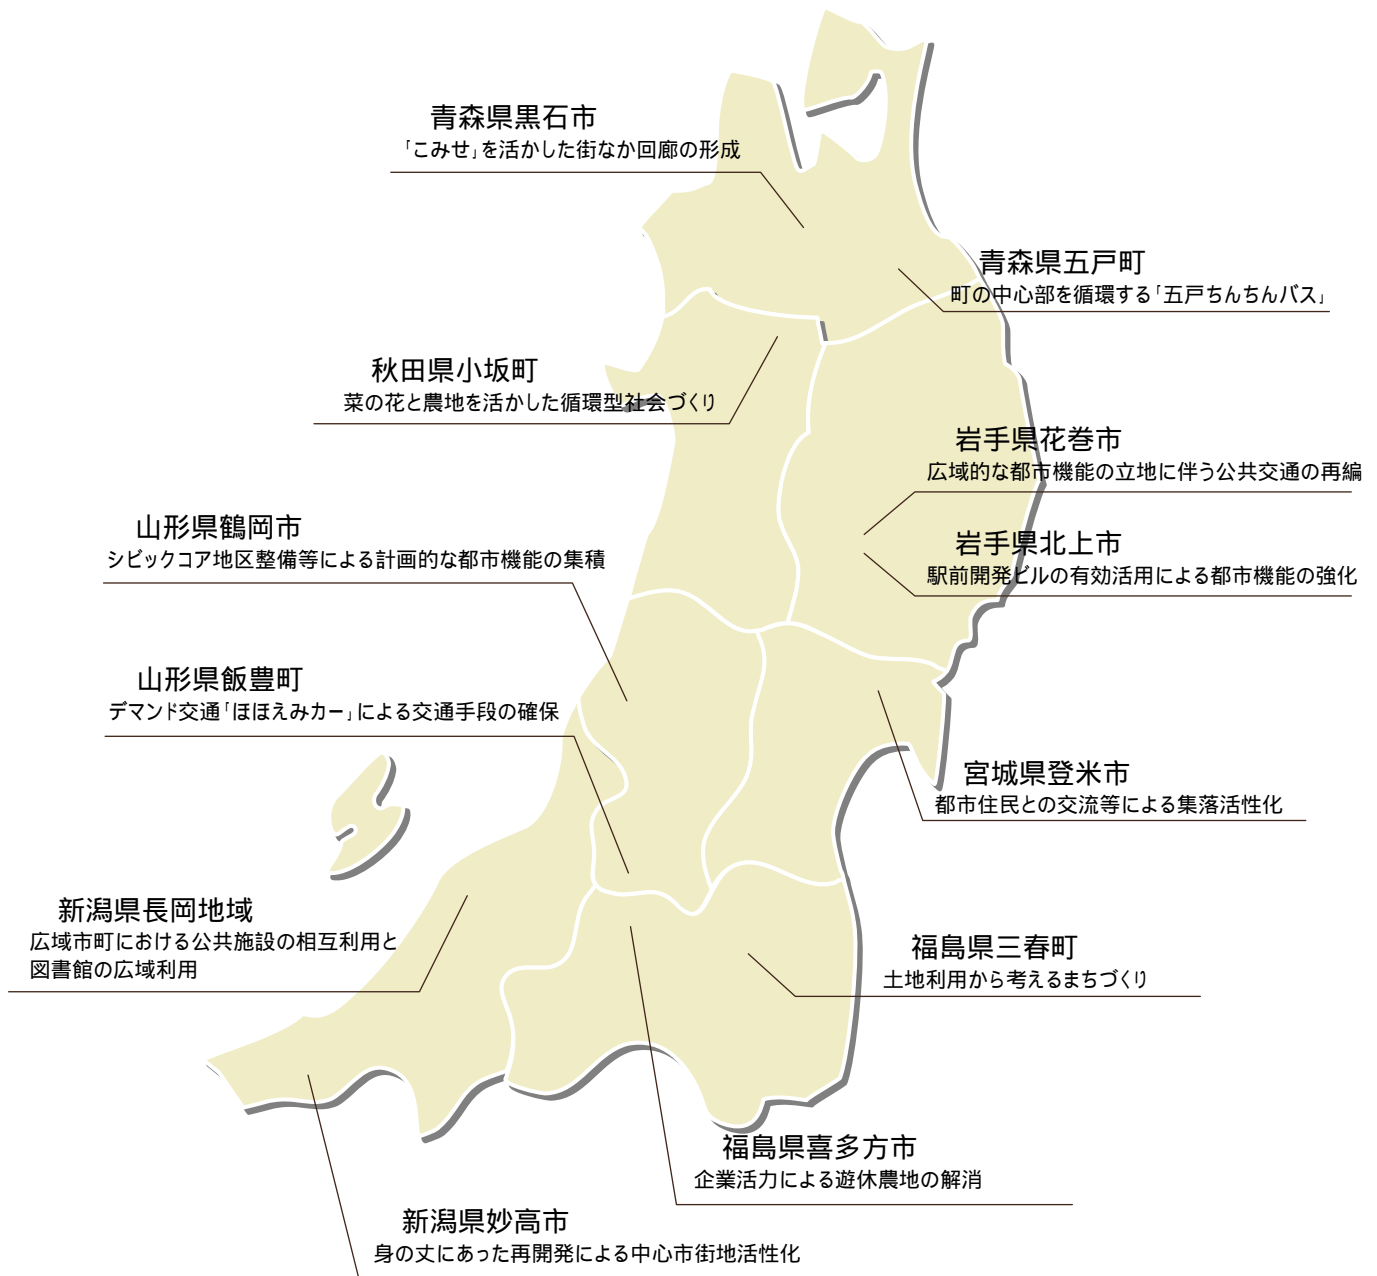 青森県黒石市
「こみせ」を活かした街なか回廊の形成
青森県五戸町
町の中心部を循環する「五戸ちんちんバス」
秋田県小坂町
菜の花と農地を活かした循環型社会づくり
岩手県花巻市
広域的な都市機能の立地に伴う公共交通の再編
山形県鶴岡市
シビックコア地区整備等による計画的な都市機能の集積
岩手県北上市
駅前開発ビルの有効活用による都市機能の強化
山形県飯豊町
デマンド交通「ほほえみカー」による交通手段の確保
宮城県登米市
都市住民との交流等による集落活性化
新潟県長岡地域
広域市町における公共施設の相互利用と
図書館の広域利用
福島県三春町
土地利用から考えるまちづくり
福島県喜多方市
企業活力による遊休農地の解消
新潟県妙高市
身の丈にあった再開発による中心市街地活性化